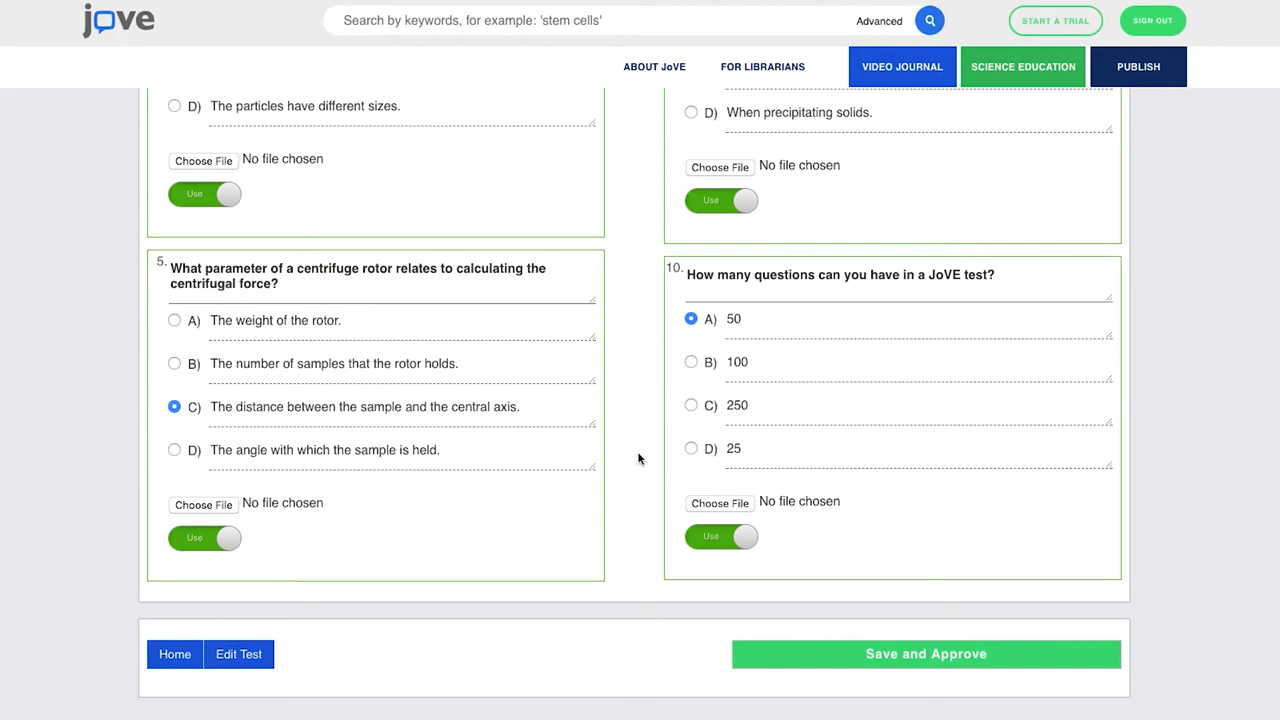 jove
Search by keywords, for example: 'stem cells'
Advanced
START A TRIAL
SIGN OUT
ABOUT JoVE
FOR LIBRARIANS
VIDEO JOURNAL
SCIENCE EDUCATION
PUBLISH
D) The particles have different sizes.
Choose File No file chosen
Use
5. What parameter of a centrifuge rotor relates to calculating the
centrifugal force?
A) The weight of the rotor.
B) The number of samples that the rotor holds.
C) The distance between the sample and the central axis.
D) The angle with which the sample is held.
Choose File No file chosen
Use
D) When precipitating solids.
Choose File No file chosen
Use
10. How many questions can you have in a JoVE test?
A) 50
B) 100
C) 250
D) 25
Choose File No file chosen
Use
Home
Edit Test
Save and Approve